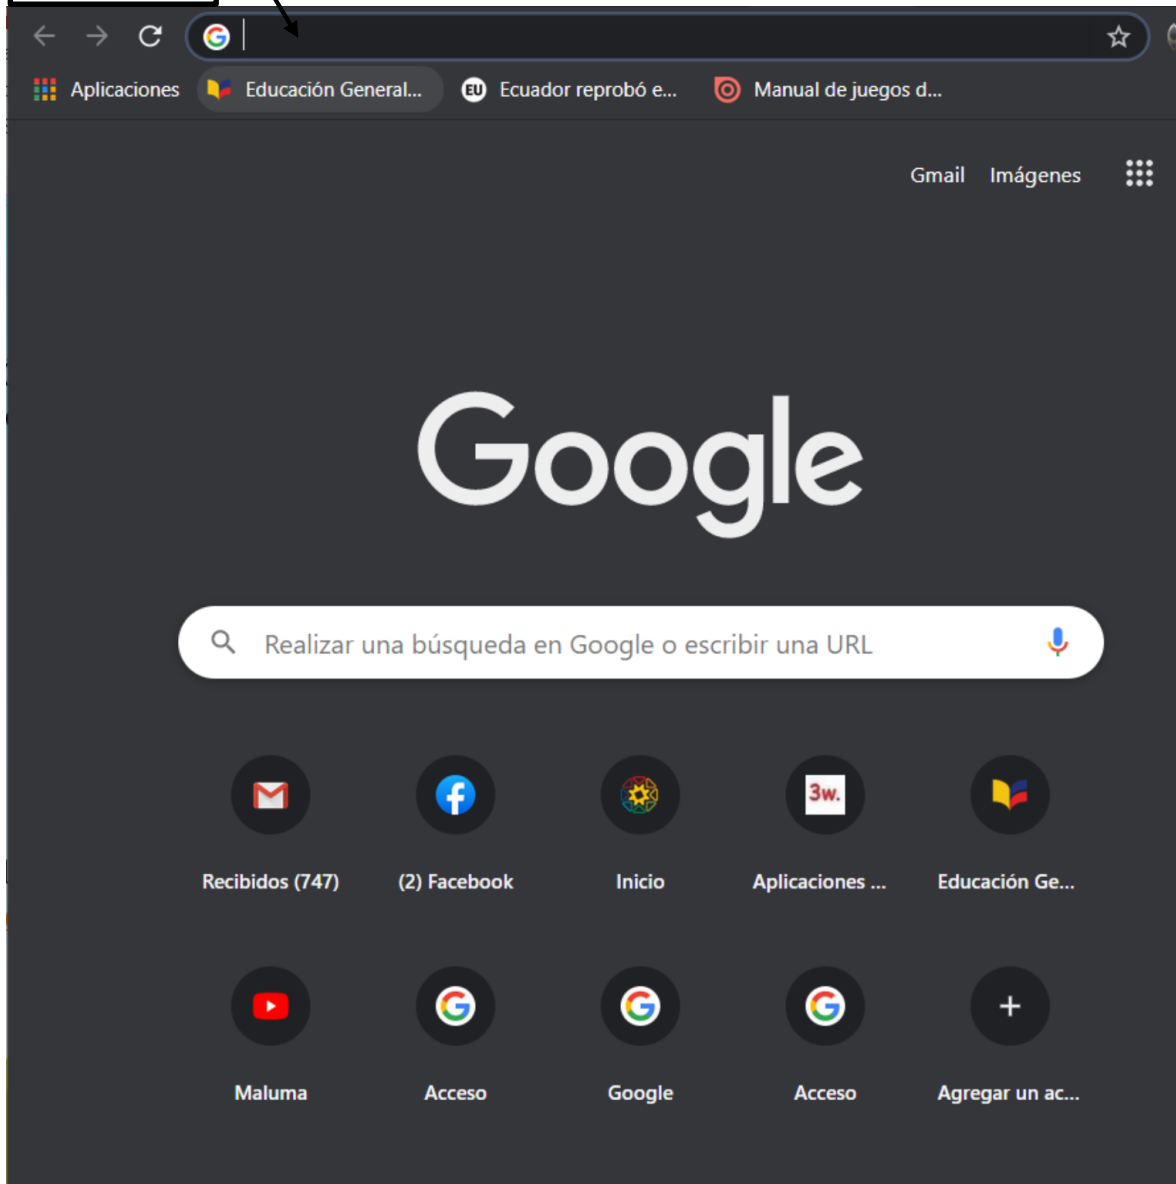 Aplicaciones Educación General... EU Ecuador reprobó e... Manual de juegos d...
Gmail Imágenes
Google
Realizar una búsqueda en Google o escribir una URL
3w.
Recibidos (747) (2) Facebook Inicio Aplicaciones ... Educación Ge...
Maluma Acceso Google Acceso Agregar un ac...